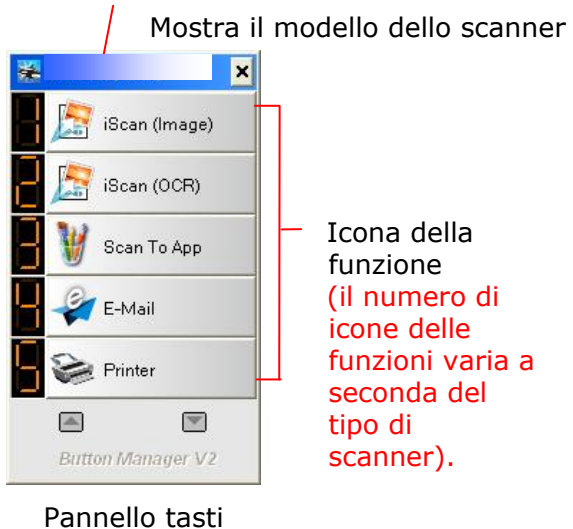 Mostra il modello dello scanner
1 iScan (Image)
2 iScan (OCR)
3 Scan To App
4 E-Mail
5 Printer
Button Manager V2
Icona della
funzione
(il numero di
icone delle
funzioni varia a
seconda del
tipo di
scanner).
Pannello tasti